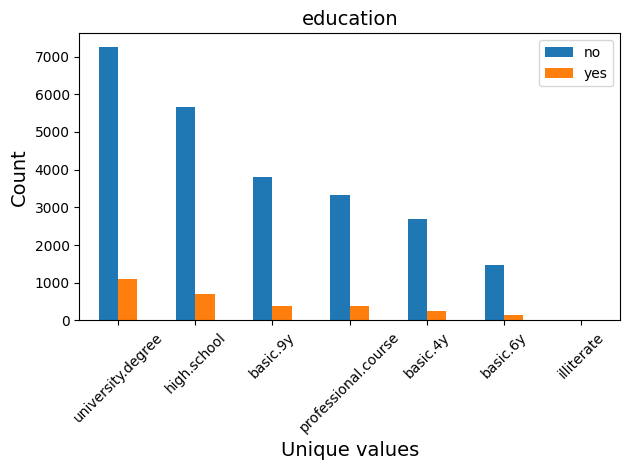 education
no
yes
Count
7000
6000
5000
4000
3000
2000
1000
0
university.degree
high.school
basic.9y
professional.course
basic.4y
basic.6y
illiterate
Unique values